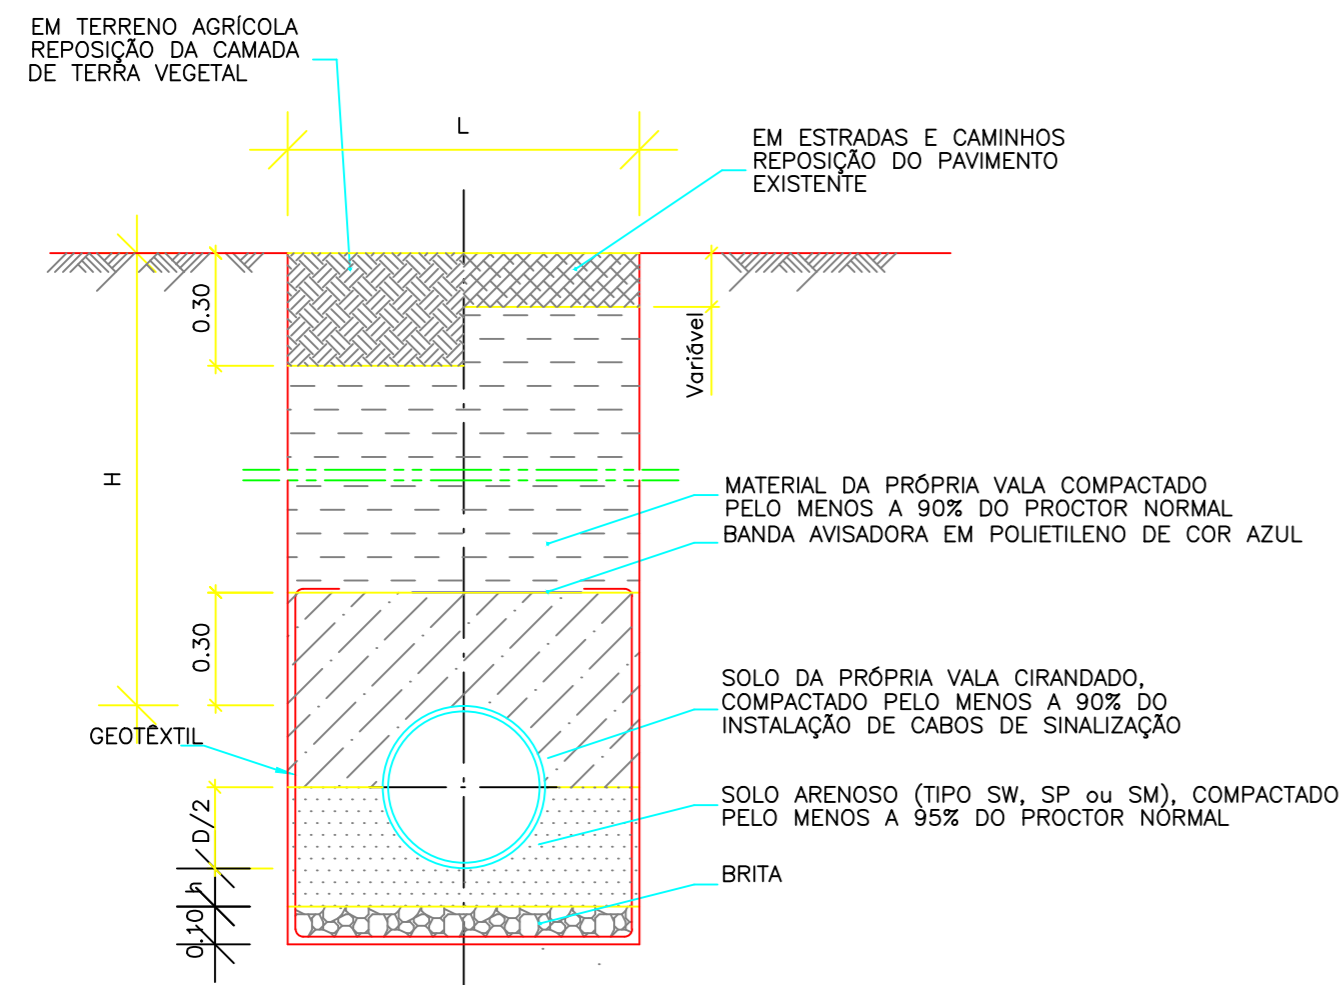 EM TERRENO AGRÍCOLA
REPOSIÇÃO DA CAMADA
DE TERRA VEGETAL
L
EM ESTRADAS E CAMINHOS
REPOSIÇÃO DO PAVIMENTO
EXISTENTE
0.30
Variável
H
MATERIAL DA PRÓPRIA VALA COMPACTADO
PELO MENOS A 90% DO PROCTOR NORMAL
BANDA AVISADORA EM POLIETILENO DE COR AZUL
0.30
SOLO DA PRÓPRIA VALA CIRANDADO,
COMPACTADO PELO MENOS A 90% DO
INSTALAÇÃO DE CABOS DE SINALIZAÇÃO
GEOTÊXTIL
D/2
SOLO ARENOSO (TIPO SW, SP ou SM), COMPACTADO
PELO MENOS A 95% DO PROCTOR NORMAL
h
BRITA
0.10